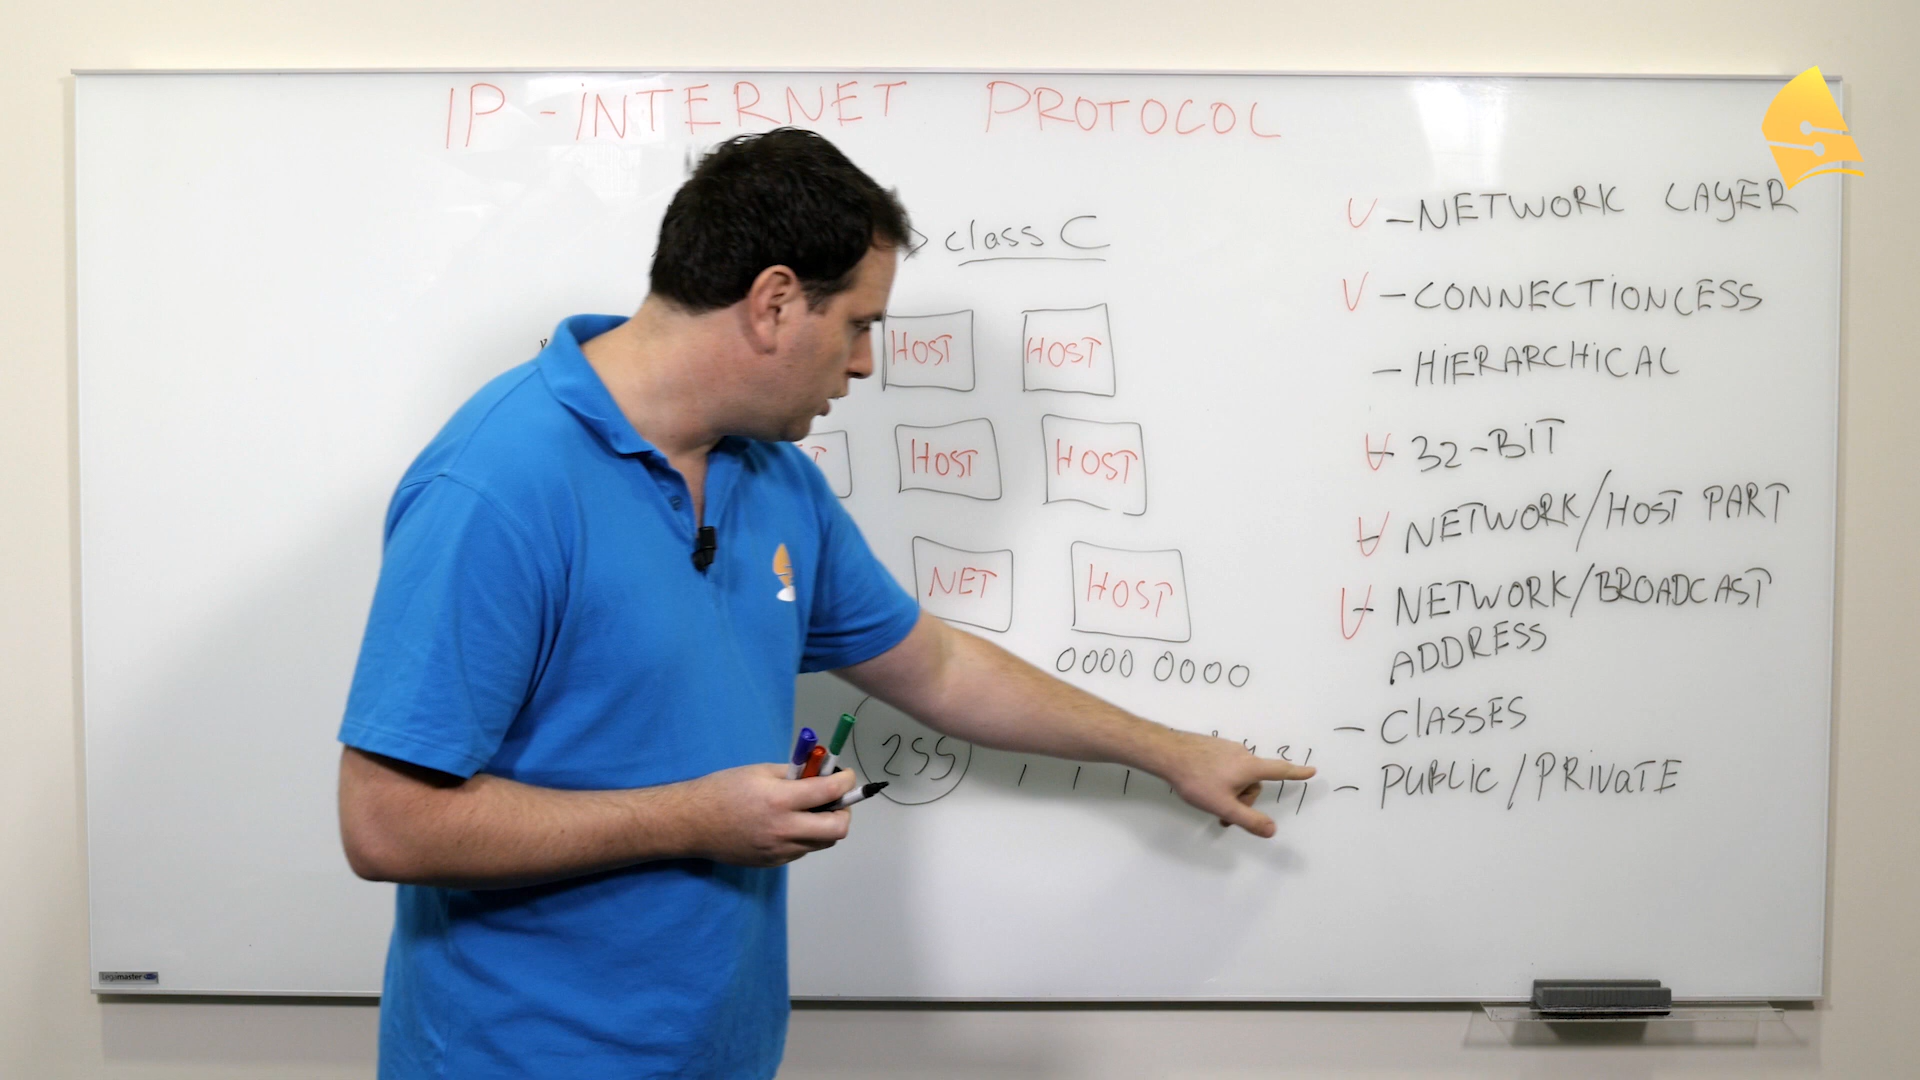 IP - INTERNET PROTOCOL
class C
HOST HOST
HOST HOST
NET HOST
0000 0000
255
V - NETWORK LAYER
V - CONNECTIONLESS
- HIERARCHICAL
V - 32-BIT
V - NETWORK/HOST PART
V - NETWORK/BROADCAST
ADDRESS
- CLASSES
- PUBLIC/PRIVATE
Legamaster